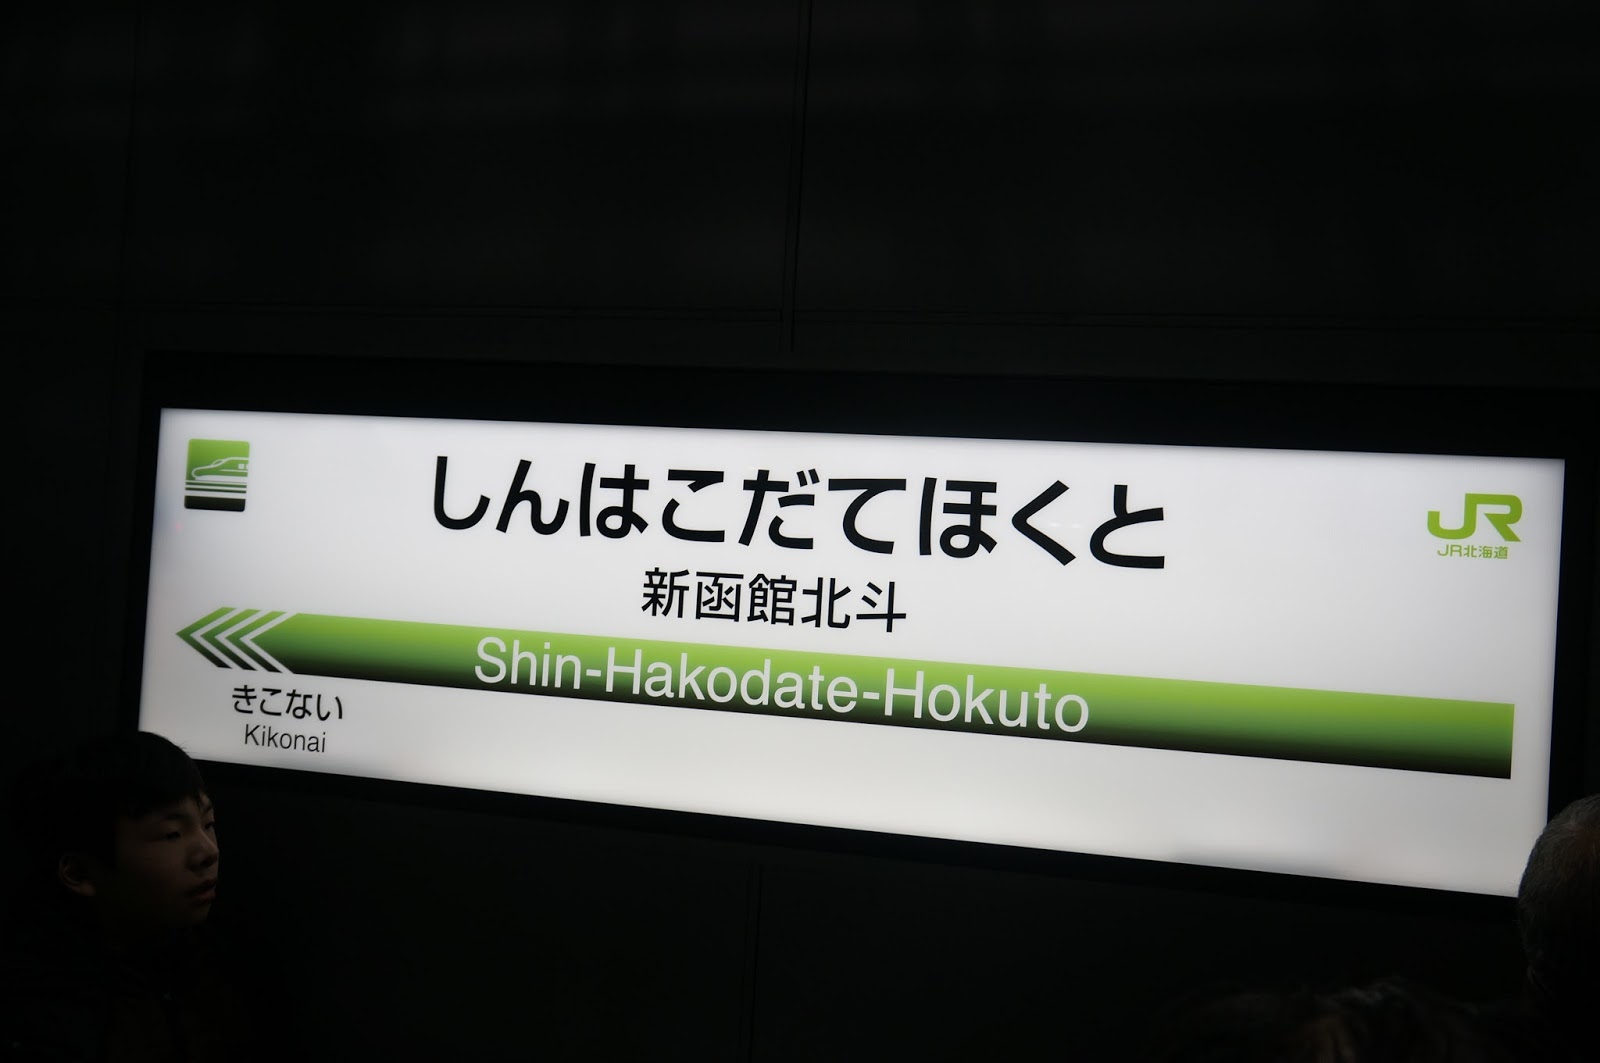 しんはこだてほくと
JR
JR北海道
新函館北斗
Shin-Hakodate-Hokuto
きこない
Kikonai